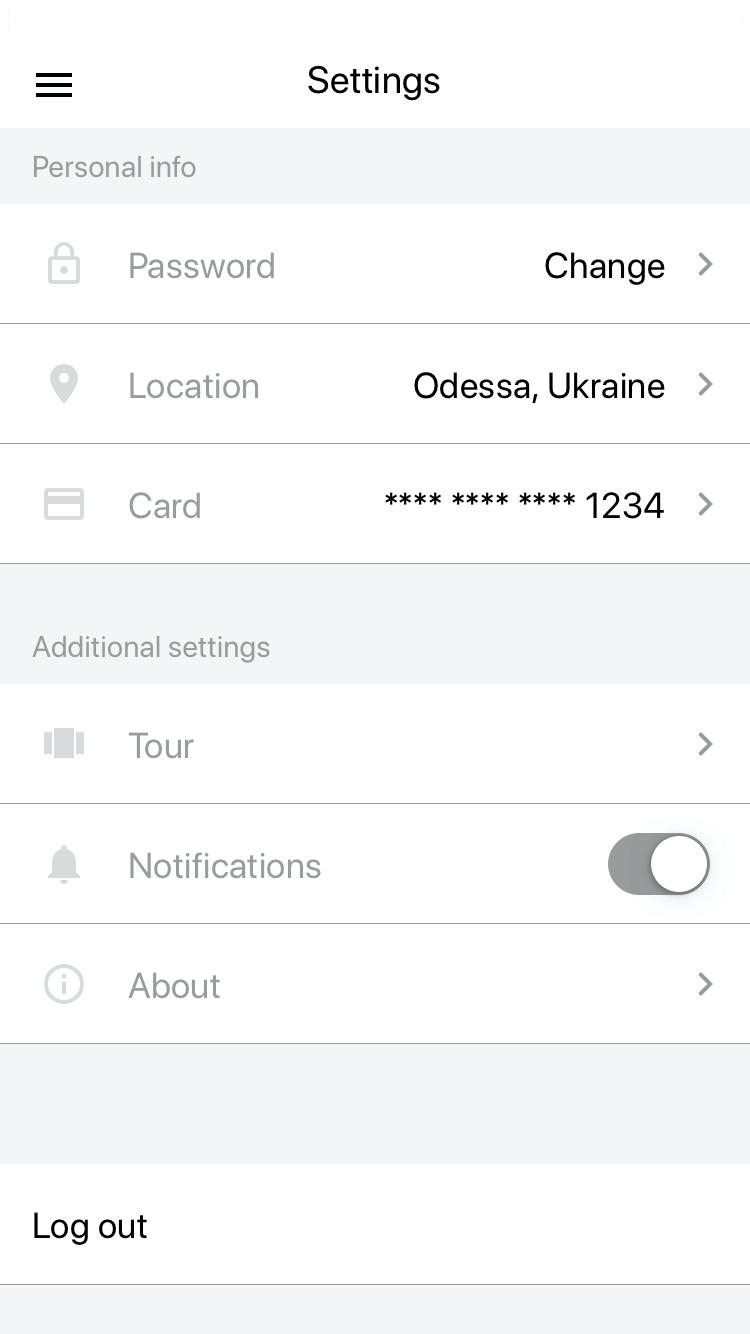 Settings
Personal info
Password Change
Location Odessa, Ukraine
Card **** **** **** 1234
Additional settings
Tour
Notifications
About
Log out